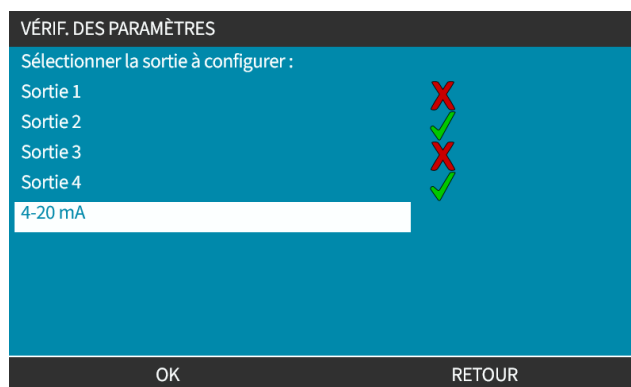 VÉRIF. DES PARAMÈTRES
Sélectionner la sortie à configurer :
Sortie 1
Sortie 2
Sortie 3
Sortie 4
4-20 mA
OK
RETOUR